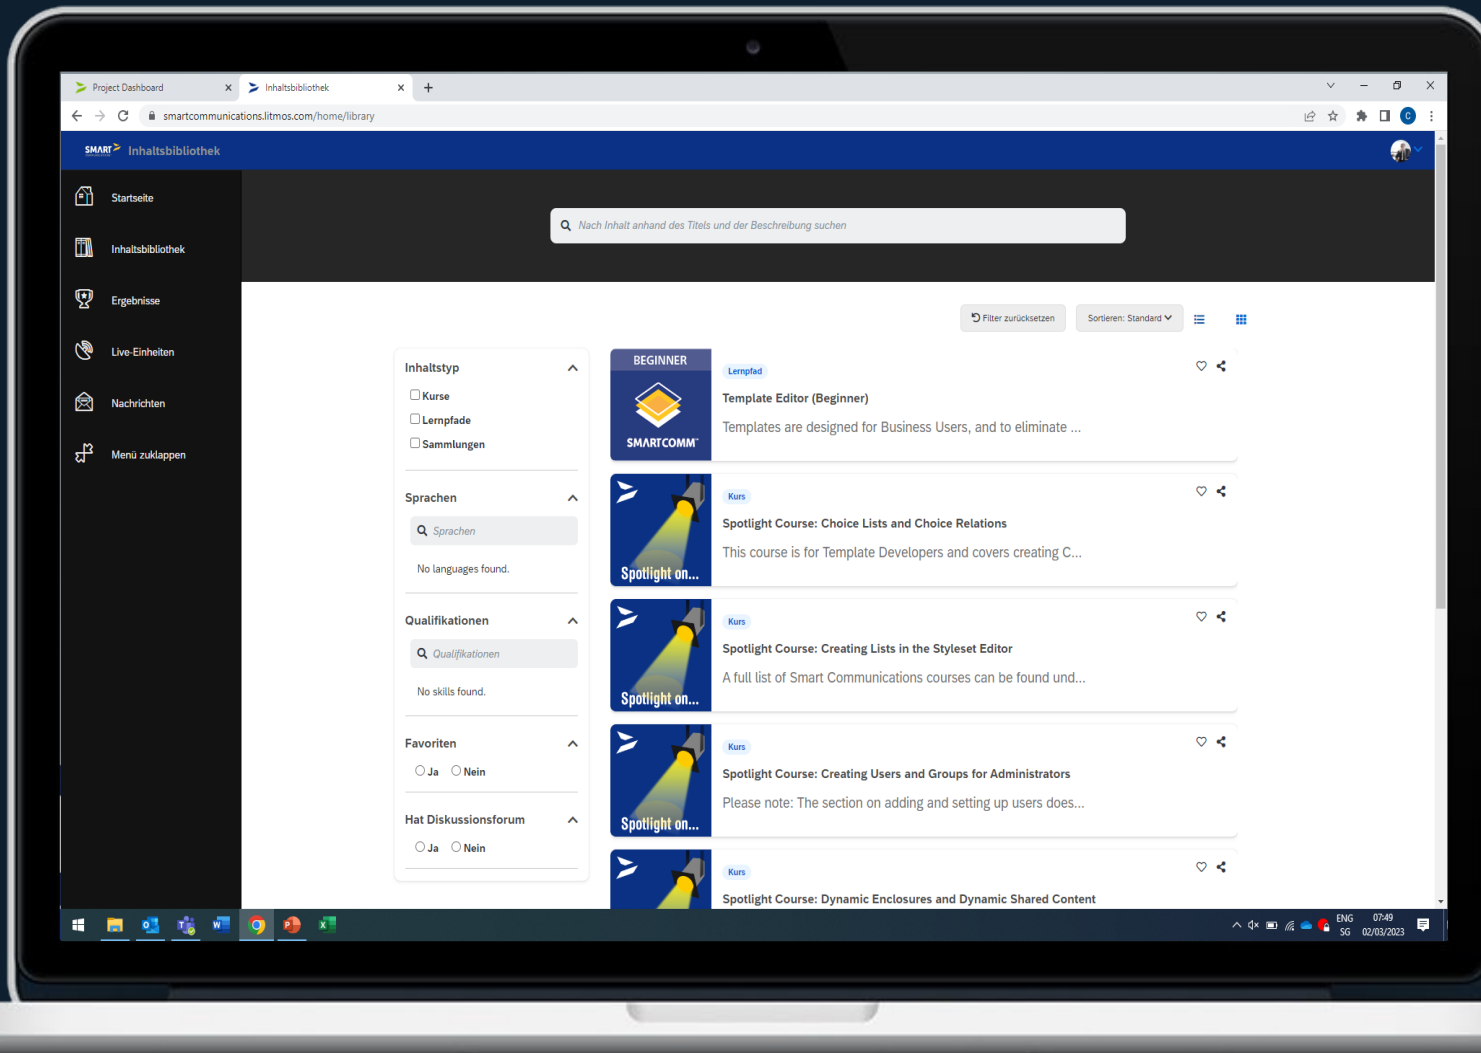 Project Dashboard
Inhaltsbibliothek
smartcommunications.litmos.com/home/library
C
SMART
Inhaltsbibliothek
Startseite
Inhaltsbibliothek
Ergebnisse
Live-Einheiten
Nachrichten
Menü zuklappen
Nach Inhalt anhand des Titels und der Beschreibung suchen
Filter zurücksetzen
Sortieren: Standard
Inhaltstyp
Kurse
Lernpfade
Sammlungen
Sprachen
Sprachen
No languages found.
Qualifikationen
Qualifikationen
No skills found.
Favoriten
Ja Nein
Hat Diskussionsforum
Ja Nein
BEGINNER
SMARTCOMM™
Lernpfad
Template Editor (Beginner)
Templates are designed for Business Users, and to eliminate ...
Spotlight on...
Kurs
Spotlight Course: Choice Lists and Choice Relations
This course is for Template Developers and covers creating C...
Spotlight on...
Kurs
Spotlight Course: Creating Lists in the Styleset Editor
A full list of Smart Communications courses can be found und...
Spotlight on...
Kurs
Spotlight Course: Creating Users and Groups for Administrators
Please note: The section on adding and setting up users does...
Kurs
Spotlight Course: Dynamic Enclosures and Dynamic Shared Content
ENG 07:49
SG 02/03/2023